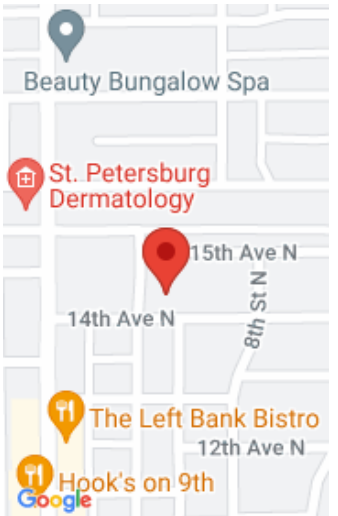 Beauty Bungalow Spa
St. Petersburg
Dermatology
15th Ave N
14th Ave N
8th St N
The Left Bank Bistro
12th Ave N
Hook's on 9th
Google